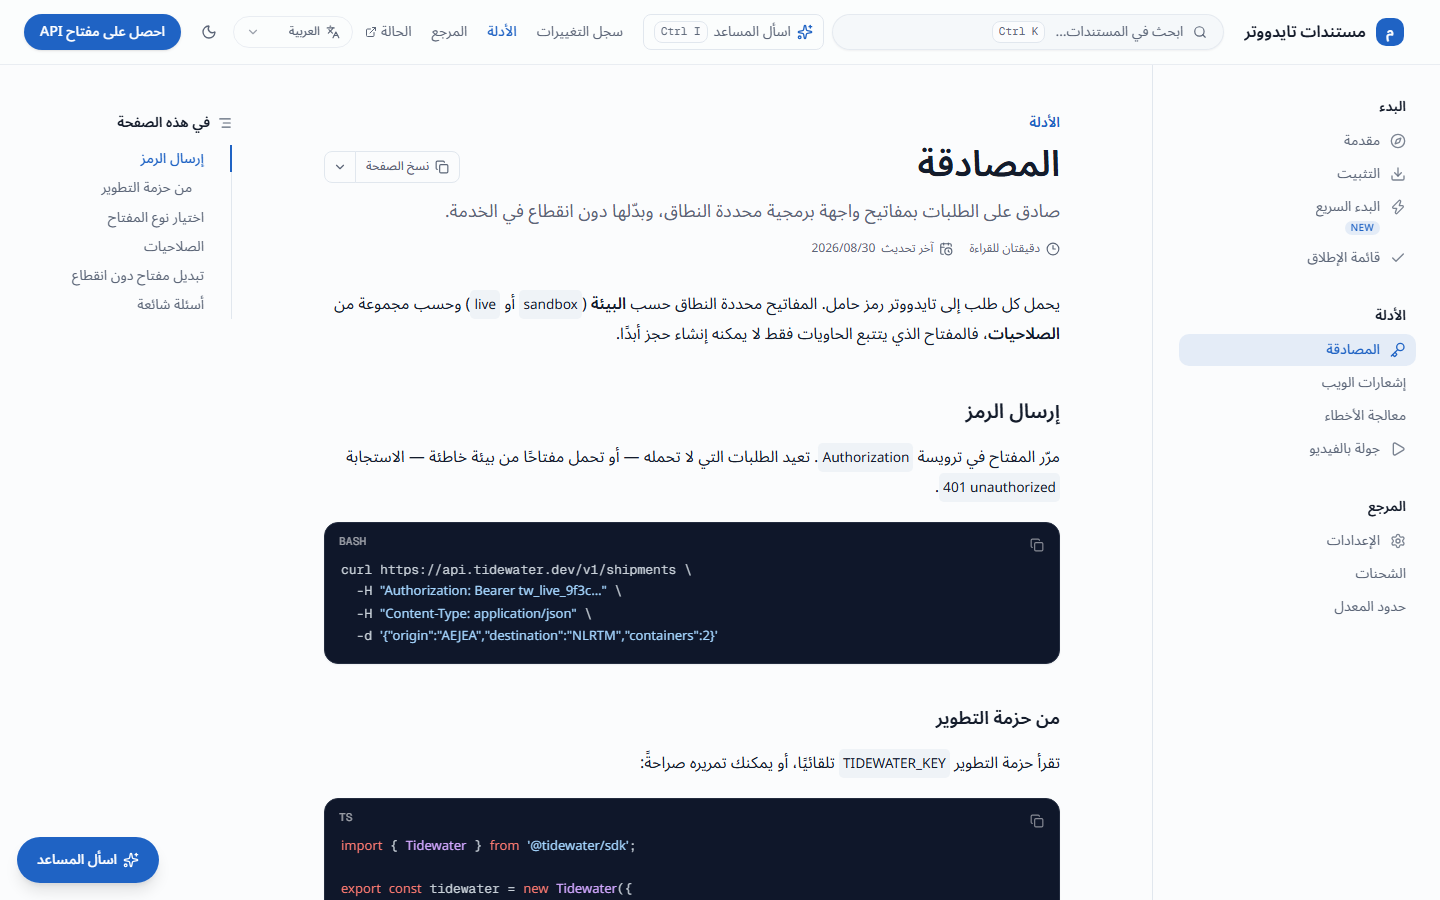 م
مستندات تايدووتر
ابحث في المستندات...
Ctrl K
اسأل المساعد
Ctrl I
سجل التغييرات
الأدلة
المرجع
الحالة
العربية
احصل على مفتاح API
البدء
مقدمة
التثبيت
البدء السريع
NEW
قائمة الإطلاق
الأدلة
المصادقة
إشعارات الويب
معالجة الأخطاء
جولة بالفيديو
المرجع
الإعدادات
الشحنات
حدود المعدل
الأدلة
المصادقة
نسخ الصفحة
صادق على الطلبات بمفاتيح واجهة برمجية محددة النطاق، وبدّلها دون انقطاع في الخدمة.
دقيقتان للقراءة
آخر تحديث 2026/08/30
يحمل كل طلب إلى تايدووتر رمز حامل. المفاتيح محددة النطاق حسب البيئة (sandbox أو live) وحسب مجموعة من
الصلاحيات، فالمفتاح الذي يتتبع الحاويات فقط لا يمكنه إنشاء حجز أبدًا.
إرسال الرمز
مرّر المفتاح في ترويسة Authorization. تعيد الطلبات التي لا تحمله — أو تحمل مفتاحًا من بيئة خاطئة — الاستجابة
401 unauthorized.
BASH
curl https://api.tidewater.dev/v1/shipments \
-H "Authorization: Bearer tw_live_9f3c…" \
-H "Content-Type: application/json" \
-d '{"origin":"AEJEA","destination":"NLRTM","containers":2}'
من حزمة التطوير
تقرأ حزمة التطوير TIDEWATER_KEY تلقائيًا، أو يمكنك تمريره صراحةً:
TS
import { Tidewater } from '@tidewater/sdk';
export const tidewater = new Tidewater({
في هذه الصفحة
إرسال الرمز
من حزمة التطوير
اختيار نوع المفتاح
الصلاحيات
تبديل مفتاح دون انقطاع
أسئلة شائعة
اسأل المساعد